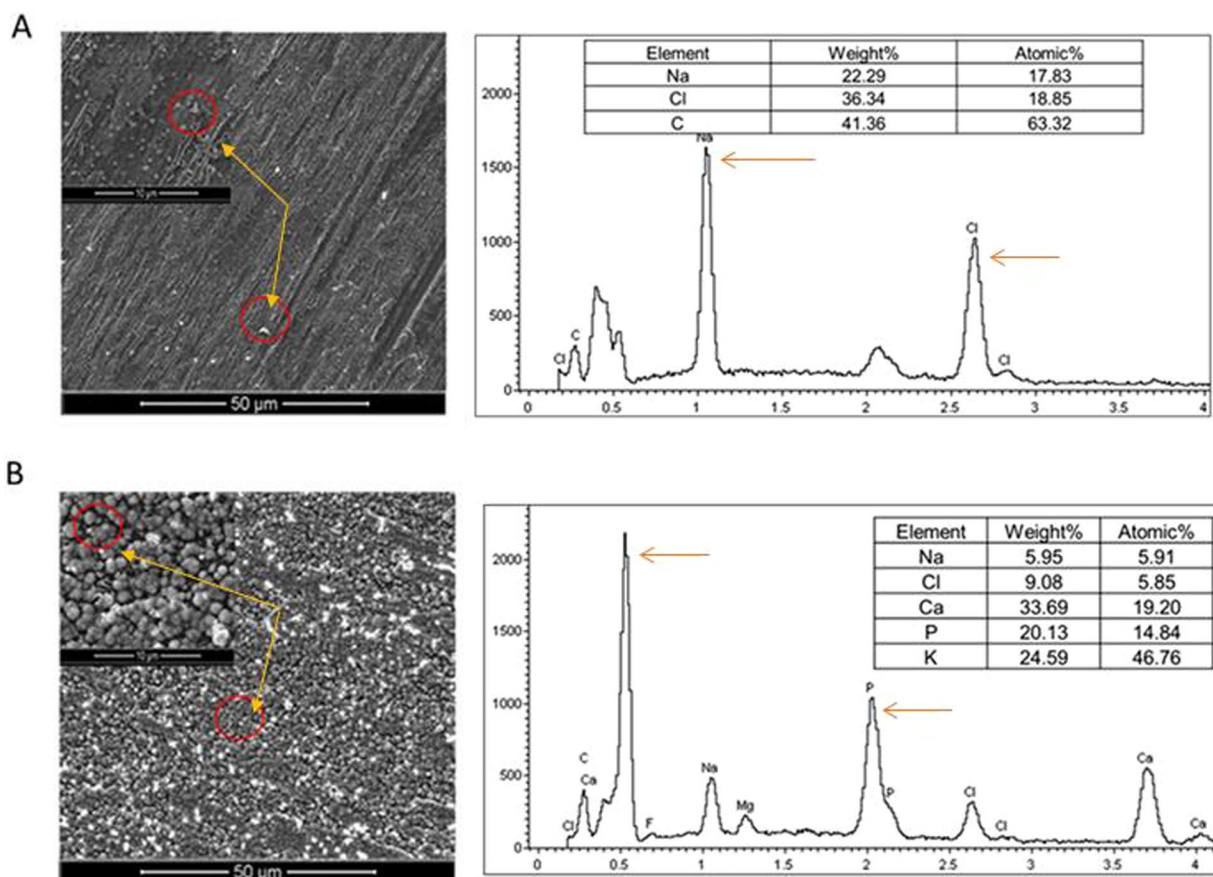 A
50 µm
Element Weight% Atomic%
Na 22.29 17.83
Cl 36.34 18.85
C 41.36 63.32
2000
1500
1000
500
0
Na
Cl
Cl
C
Cl
0 0.5 1 1.5 2 2.5 3 3.5 4
B
50 µm
Element Weight% Atomic%
Na 5.95 5.91
Cl 9.08 5.85
Ca 33.69 19.20
P 20.13 14.84
K 24.59 46.76
2000
1500
1000
500
0
C
Ca
Cl
F
Na
Mg
P
P
Cl
Cl
Ca
Ca
0 0.5 1 1.5 2 2.5 3 3.5 4